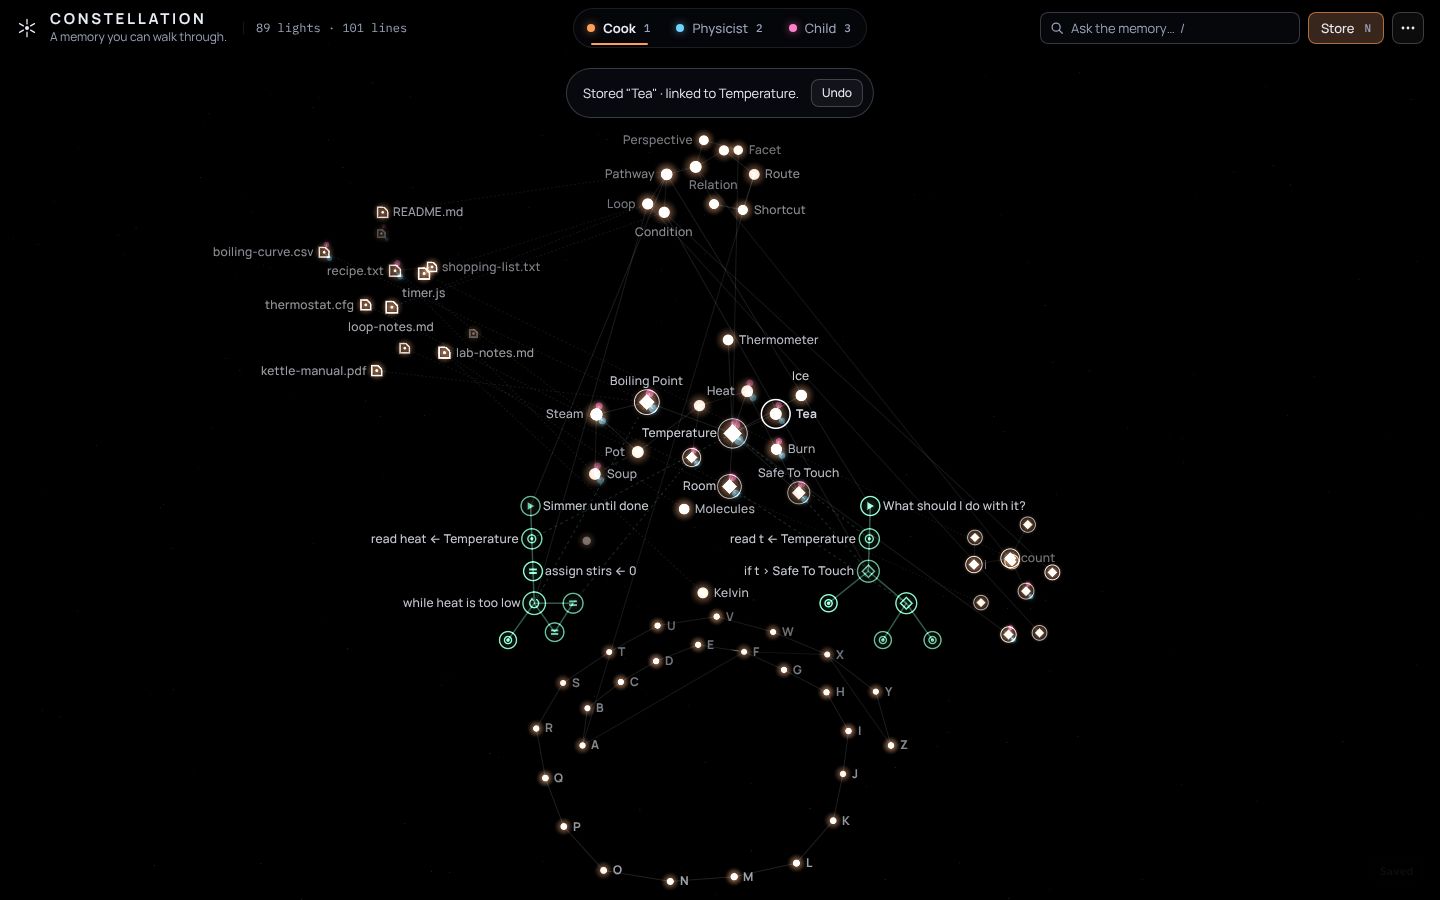 CONSTELLATION
A memory you can walk through.
89 lights · 101 lines
Cook 1
Physicist 2
Child 3
Ask the memory... /
Store N
Stored "Tea" · linked to Temperature.
Undo
Perspective
Facet
Pathway
Relation
Route
Loop
Shortcut
Condition
README.md
boiling-curve.csv
recipe.txt
shopping-list.txt
timer.js
thermostat.cfg
loop-notes.md
lab-notes.md
kettle-manual.pdf
Thermometer
Boiling Point
Heat
Ice
Steam
Tea
Temperature
Pot
Burn
Soup
Safe To Touch
Room
Molecules
Simmer until done
What should I do with it?
read heat ← Temperature
read t ← Temperature
count
i
assign stirs ← 0
if t > Safe To Touch
while heat is too low
Kelvin
V
U
W
T
E
F
X
D
G
S
C
H
Y
B
R
I
A
Z
Q
J
P
K
O
L
N
M
Saved